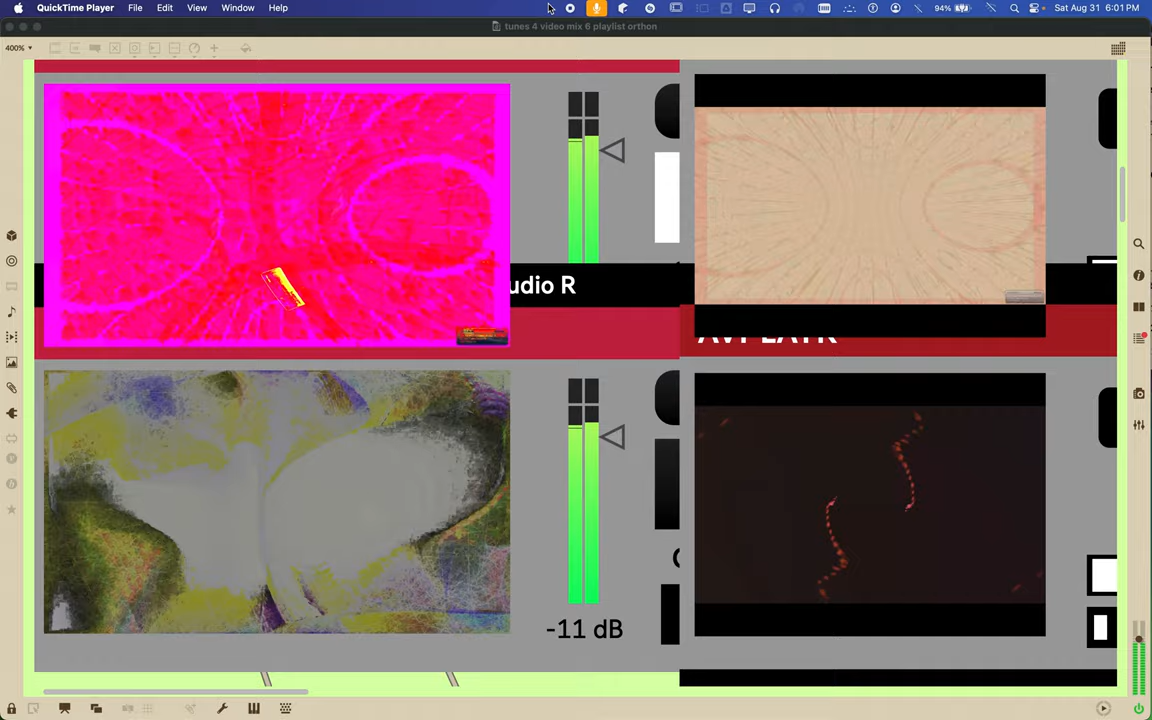 QuickTime Player File Edit View Window Help 94% Sat Aug 31 6:01 PM
tunes 4 video mix 6 playlist orthon
400%
udio R
-11 dB